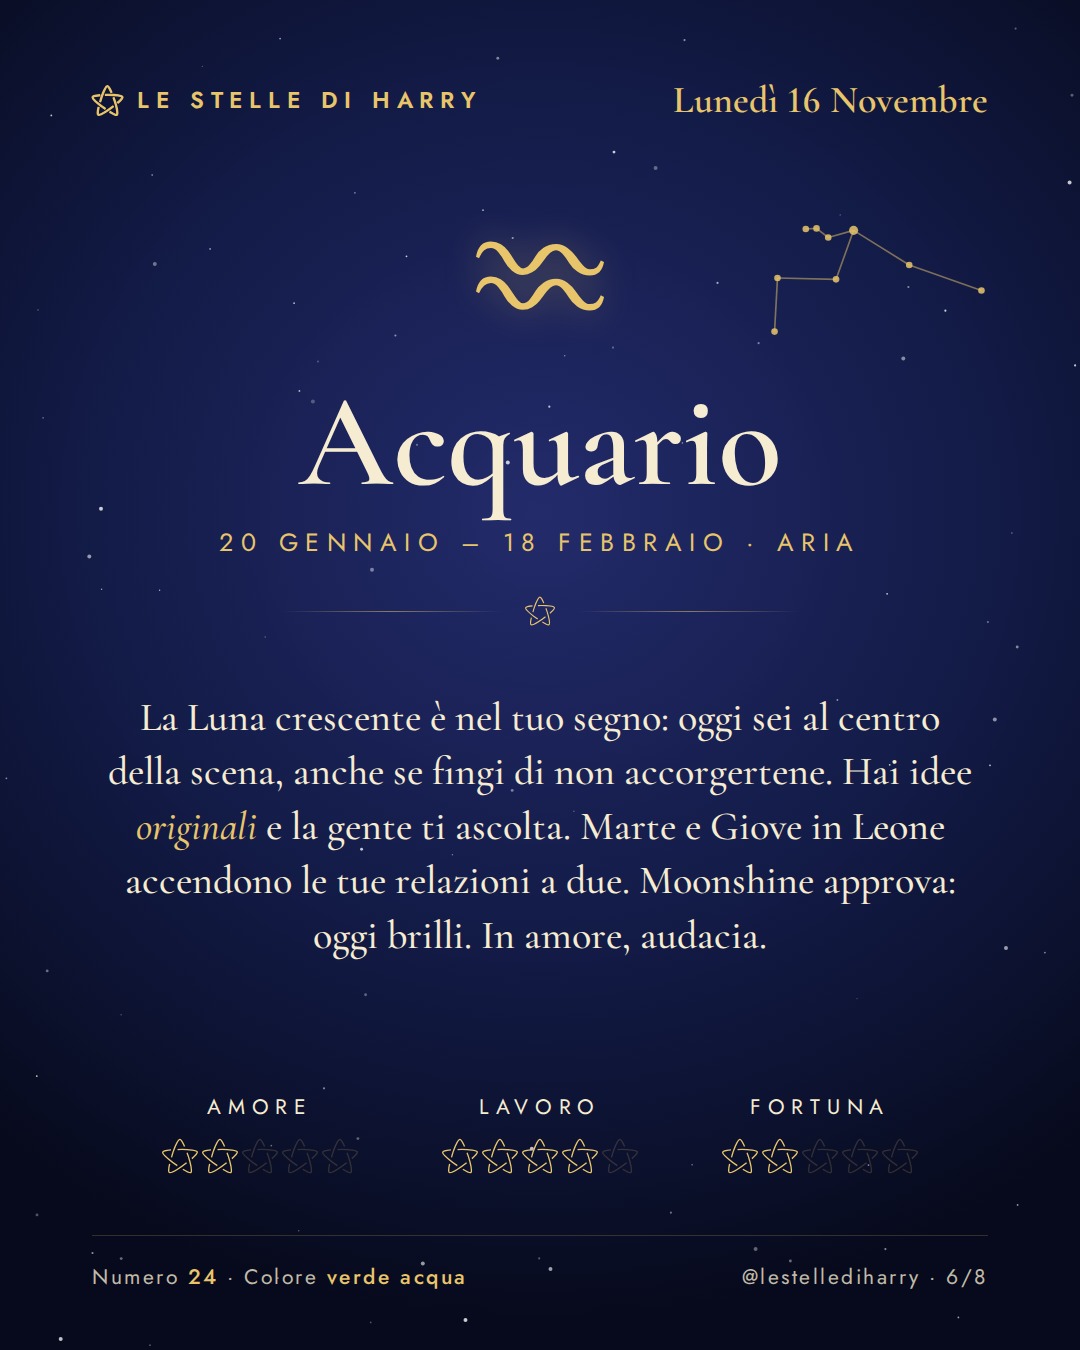 LE STELLE DI HARRY
Lunedì 16 Novembre
Acquario
20 GENNAIO – 18 FEBBRAIO · ARIA
La Luna crescente è nel tuo segno: oggi sei al centro
della scena, anche se fingi di non accorgertene. Hai idee
originali e la gente ti ascolta. Marte e Giove in Leone
accendono le tue relazioni a due. Moonshine approva:
oggi brilli. In amore, audacia.
AMORE
LAVORO
FORTUNA
Numero 24 · Colore verde acqua
@lestellediharry · 6/8